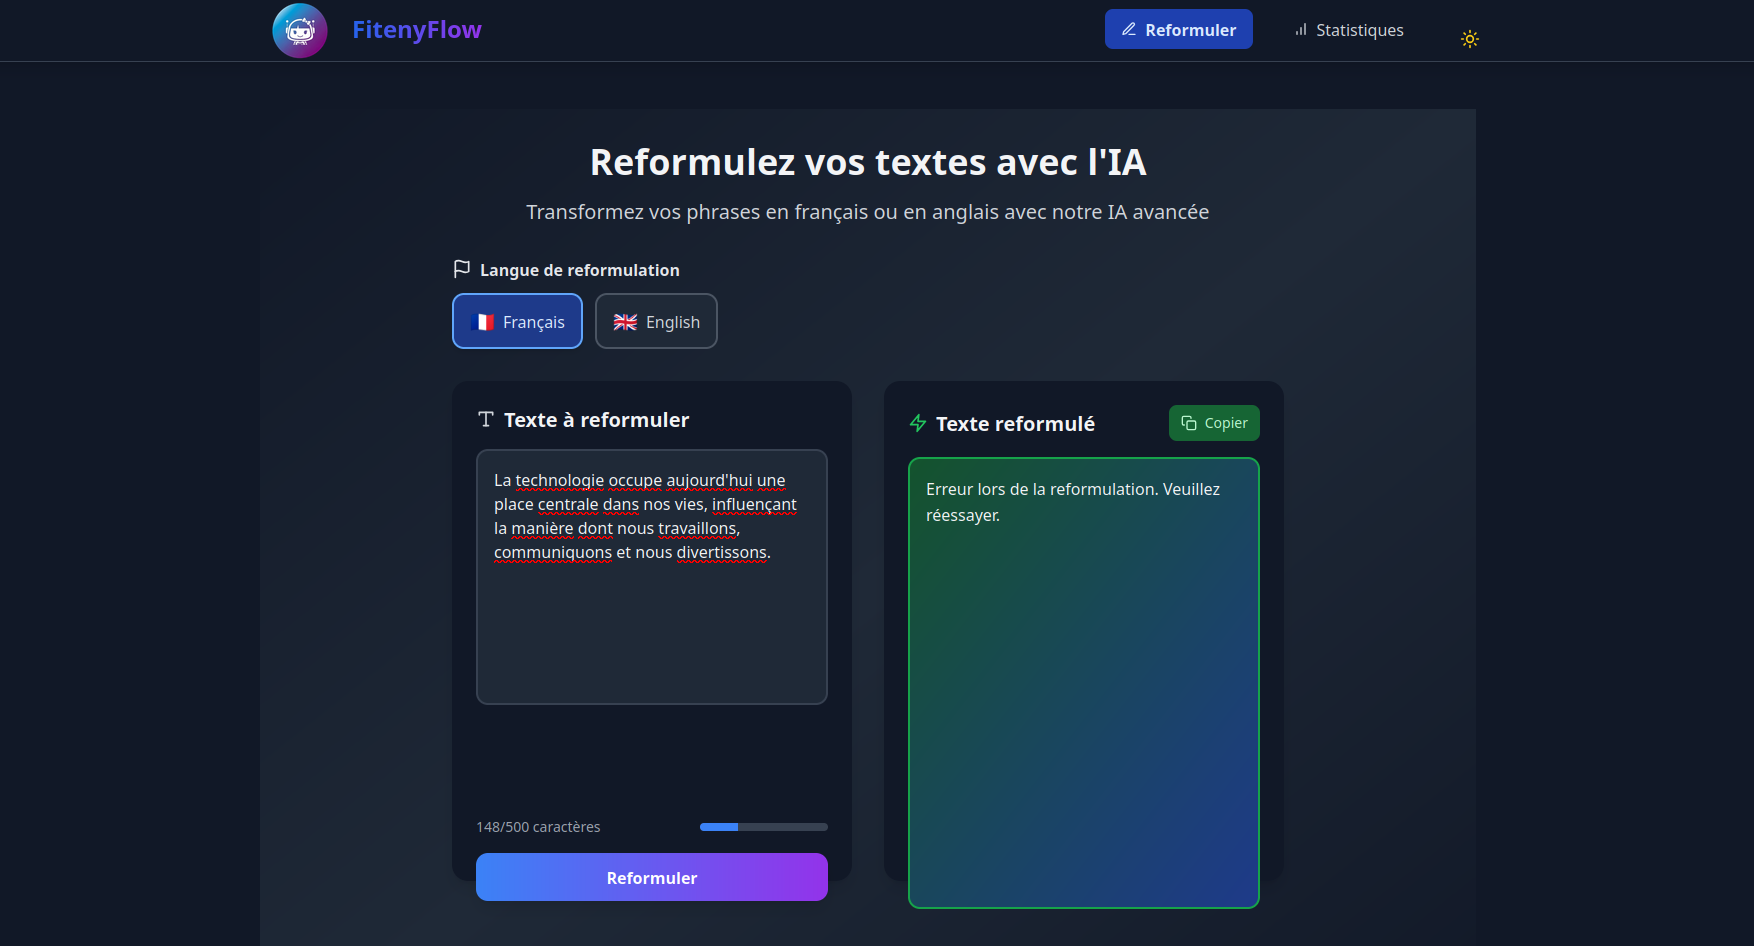 FitenyFlow
Reformuler
Statistiques
Reformulez vos textes avec l'IA
Transformez vos phrases en français ou en anglais avec notre IA avancée
Langue de reformulation
Français
English
Texte à reformuler
La technologie occupe aujourd'hui une
place centrale dans nos vies, influençant
la manière dont nous travaillons,
communiquons et nous divertissons.
148/500 caractères
Reformuler
Texte reformulé
Copier
Erreur lors de la reformulation. Veuillez
réessayer.